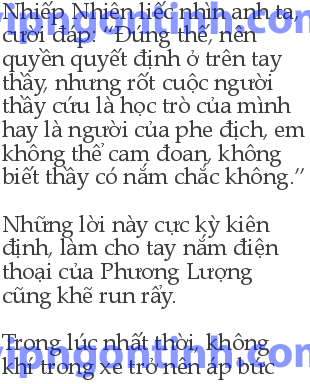 Nhiếp Nhiên liếc nhìn anh ta,
cười đáp: “Đúng thế, nên
quyền quyết định ở trên tay
thầy, nhưng rốt cuộc người
thầy cứu là học trò của mình
hay là người của phe địch, em
không thể cam đoan, không
biết thầy có nắm chắc không.”
Những lời này cực kỳ kiên
định, làm cho tay nắm điện
thoại của Phương Lượng
cũng khẽ run rẩy.
Trong lúc nhất thời, không
khí trong xe trở nên áp bức
vipngontinh.com
vipngontinh.com